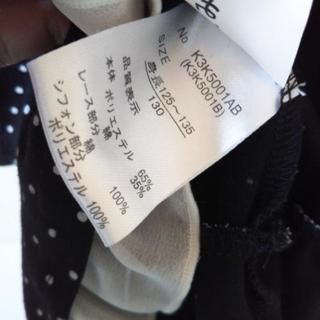 No K3K5001AB
(K3K5001B)
SIZE
身長125～135
130
品質表示
本体 ポリエステル 65%
綿 35%
レース部分 綿 100%
シフォン部分
ポリエステル 100%